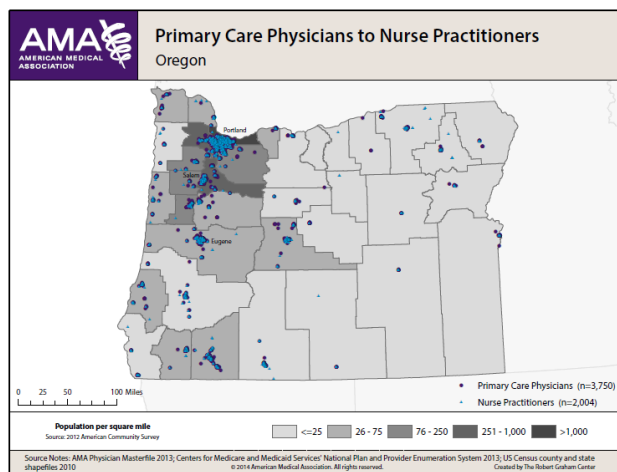 AMA
AMERICAN MEDICAL
ASSOCIATION
Primary Care Physicians to Nurse Practitioners
Oregon
Portland
Salem
Eugene
0 25 50 100 Miles
Primary Care Physicians (n=3,750)
Nurse Practitioners (n=2,004)
Population per square mile
Source: 2012 American Community Survey
<=25 26 - 75 76 - 250 251 - 1,000 >1,000
Source Notes: AMA Physician Masterfile 2013; Centers for Medicare and Medicaid Services' National Plan and Provider Enumeration System 2013; US Census county and state
shapefiles 2010
© 2014 American Medical Association. All rights reserved.
Created by The Robert Graham Center